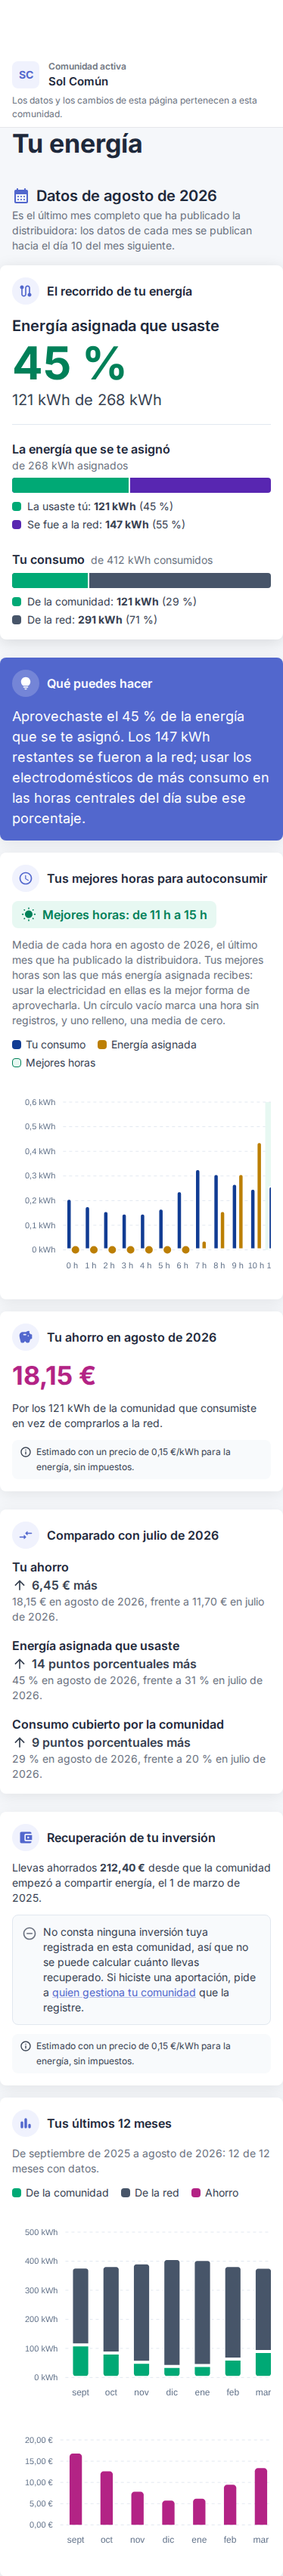 SC
Comunidad activa
Sol Común
Los datos y los cambios de esta página pertenecen a esta
comunidad.
Tu energía
Datos de agosto de 2026
Es el último mes completo que ha publicado la
distribuidora: los datos de cada mes se publican
hacia el día 10 del mes siguiente.
El recorrido de tu energía
Energía asignada que usaste
45 %
121 kWh de 268 kWh
La energía que se te asignó
de 268 kWh asignados
La usaste tú: 121 kWh (45 %)
Se fue a la red: 147 kWh (55 %)
Tu consumo de 412 kWh consumidos
De la comunidad: 121 kWh (29 %)
De la red: 291 kWh (71 %)
Qué puedes hacer
Aprovechaste el 45 % de la energía
que se te asignó. Los 147 kWh
restantes se fueron a la red; usar los
electrodomésticos de más consumo en
las horas centrales del día sube ese
porcentaje.
Tus mejores horas para autoconsumir
Mejores horas: de 11 h a 15 h
Media de cada hora en agosto de 2026, el último
mes que ha publicado la distribuidora. Tus mejores
horas son las que más energía asignada recibes:
usar la electricidad en ellas es la mejor forma de
aprovecharla. Un círculo vacío marca una hora sin
registros, y uno relleno, una media de cero.
Tu consumo Energía asignada
Mejores horas
0,6 kWh
0,5 kWh
0,4 kWh
0,3 kWh
0,2 kWh
0,1 kWh
0 kWh
0 h 1 h 2 h 3 h 4 h 5 h 6 h 7 h 8 h 9 h 10 h 1
Tu ahorro en agosto de 2026
18,15 €
Por los 121 kWh de la comunidad que consumiste
en vez de comprarlos a la red.
Estimado con un precio de 0,15 €/kWh para la
energía, sin impuestos.
Comparado con julio de 2026
Tu ahorro
6,45 € más
18,15 € en agosto de 2026, frente a 11,70 € en julio
de 2026.
Energía asignada que usaste
14 puntos porcentuales más
45 % en agosto de 2026, frente a 31 % en julio de
2026.
Consumo cubierto por la comunidad
9 puntos porcentuales más
29 % en agosto de 2026, frente a 20 % en julio de
2026.
Recuperación de tu inversión
Llevas ahorrados 212,40 € desde que la comunidad
empezó a compartir energía, el 1 de marzo de
2025.
No consta ninguna inversión tuya
registrada en esta comunidad, así que no
se puede calcular cuánto llevas
recuperado. Si hiciste una aportación, pide
a quien gestiona tu comunidad que la
registre.
Estimado con un precio de 0,15 €/kWh para la
energía, sin impuestos.
Tus últimos 12 meses
De septiembre de 2025 a agosto de 2026: 12 de 12
meses con datos.
De la comunidad De la red Ahorro
500 kWh
400 kWh
300 kWh
200 kWh
100 kWh
0 kWh
sept oct nov dic ene feb mar
20,00 €
15,00 €
10,00 €
5,00 €
0,00 €
sept oct nov dic ene feb mar